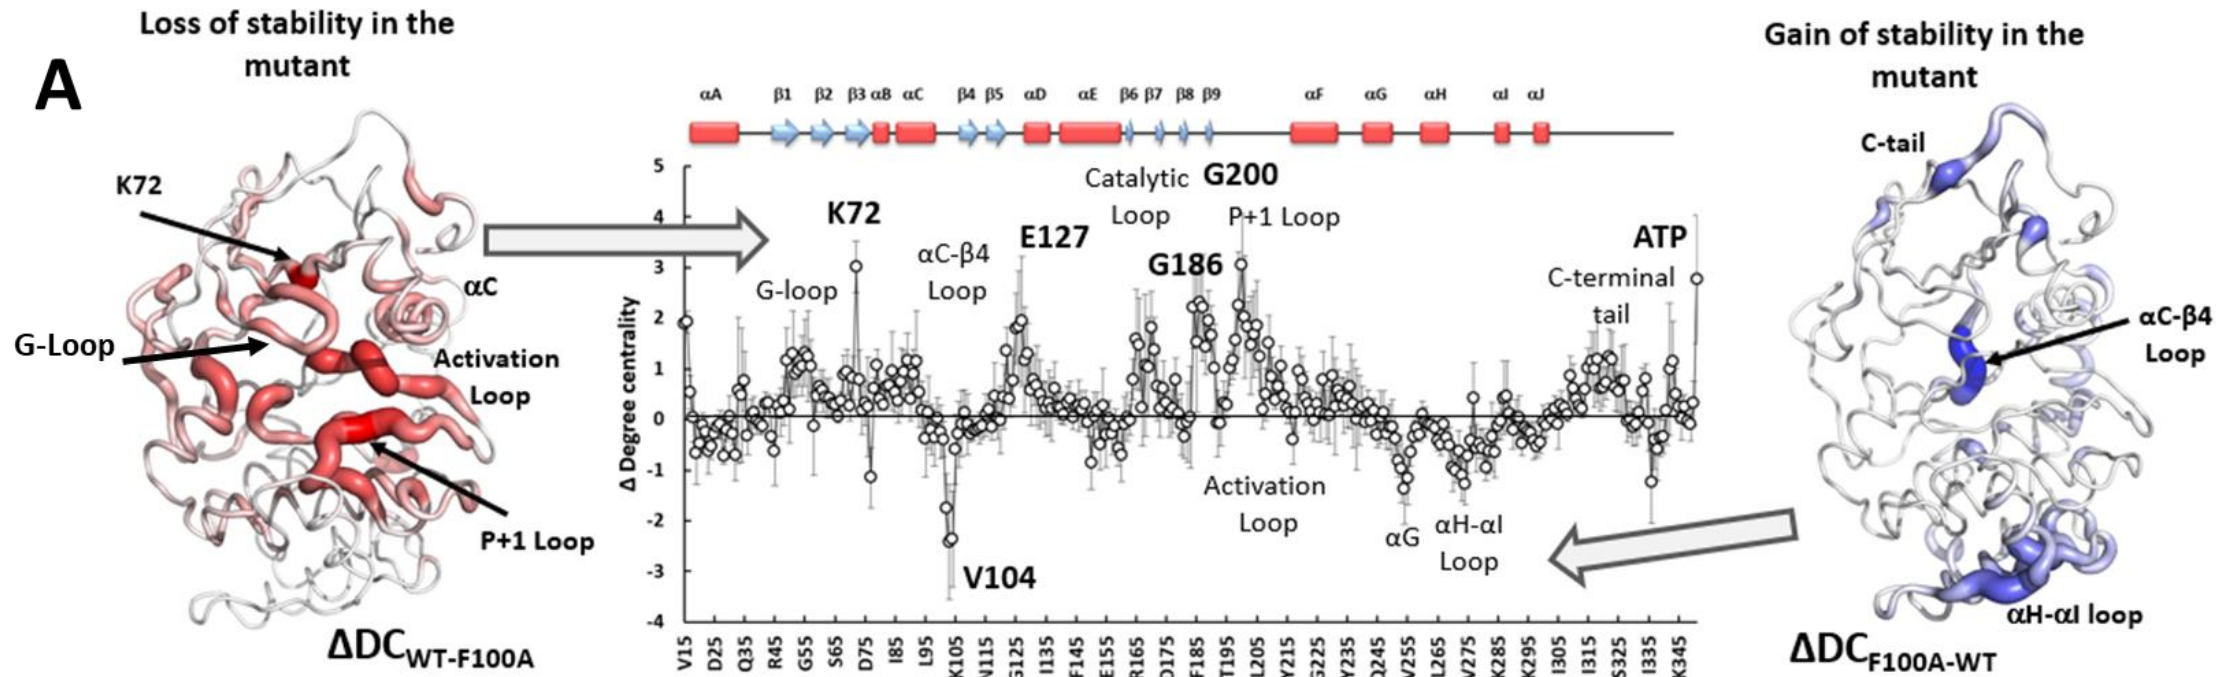 A
Loss of stability in the
mutant
K72
αC
G-Loop
Activation
Loop
P+1 Loop
ΔDCWT-F100A
αA β1 β2 β3 αB αC β4 β5 αD αE β6 β7 β8 β9 αF αG αH αI αJ
Δ Degree centrality
5
4
3
2
1
0
-1
-2
-3
-4
G-loop
K72
αC-β4
Loop
E127
V104
Catalytic
Loop
G186
G200
P+1 Loop
Activation
Loop
αG
αH-αI
Loop
C-terminal
tail
ATP
V15 D25 Q35 R45 G55 S65 D75 I85 L95 K105 N115 G125 I135 F145 E155 R165 D175 F185 T195 L205 Y215 G225 Y235 Q245 V255 L265 V275 K285 K295 I305 I315 S325 I335 K345
Gain of stability in the
mutant
C-tail
αC-β4
Loop
αH-αI loop
ΔDCF100A-WT